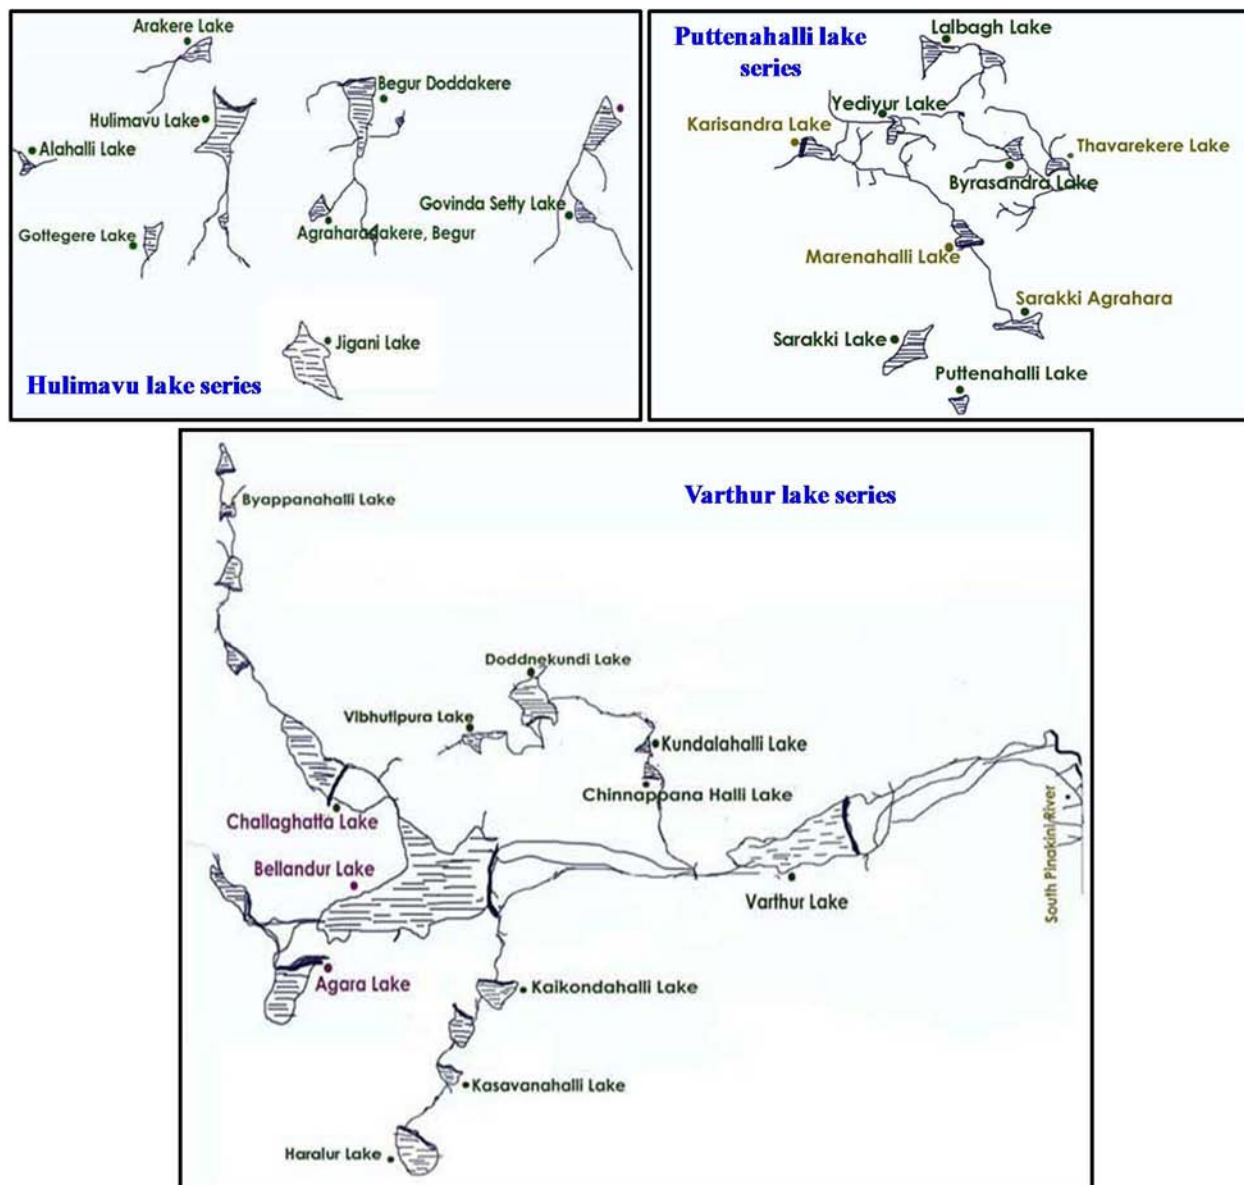 Arakere Lake
Begur Doddakere
Hulimavu Lake
Alahalli Lake
Govinda Setty Lake
Gottegere Lake
Agraharadakere, Begur
Jigani Lake
Hulimavu lake series
Puttenahalli lake
series
Lalbagh Lake
Yediyur Lake
Karisandra Lake
Thavarekere Lake
Byrasandra Lake
Marenahalli Lake
Sarakki Agrahara
Sarakki Lake
Puttenahalli Lake
Varthur lake series
Byappanahalli Lake
Doddnekundi Lake
Vibhutipura Lake
Kundalahalli Lake
Chinnappana Halli Lake
Challaghatta Lake
Bellandur Lake
Varthur Lake
South Pinakini River
Agara Lake
Kaikondahalli Lake
Kasavanahalli Lake
Haralur Lake